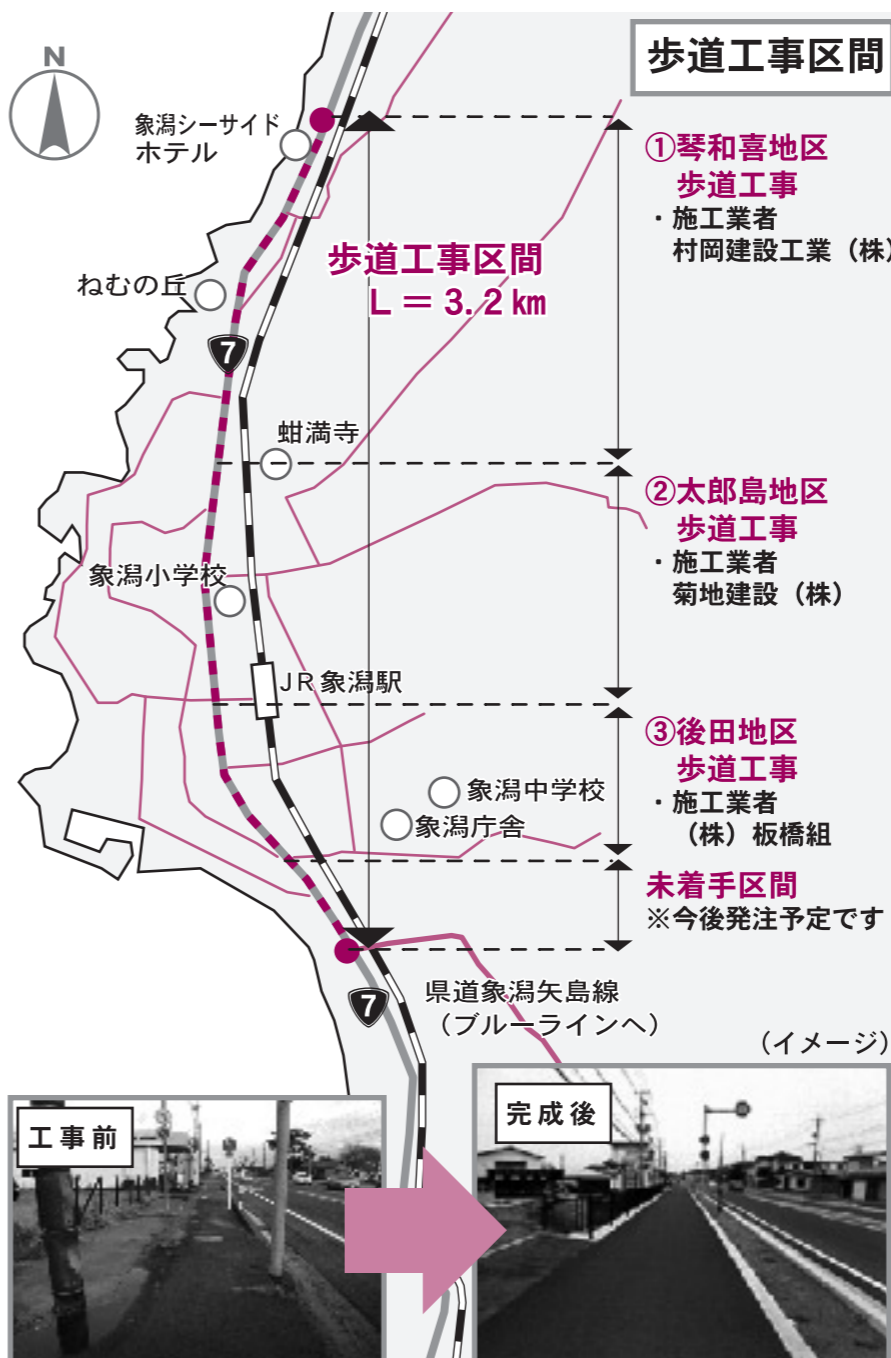 歩道工事区間
N
象潟シーサイド
ホテル
①琴和喜地区
歩道工事
・施工業者
村岡建設工業（株）
歩道工事区間
L＝3.2㎞
ねむの丘
7
蚶満寺
②太郎島地区
歩道工事
・施工業者
菊地建設（株）
象潟小学校
JR象潟駅
③後田地区
歩道工事
・施工業者
（株）板橋組
象潟中学校
象潟庁舎
未着手区間
※今後発注予定です
7
県道象潟矢島線
（ブルーラインへ）
（イメージ）
工事前
完成後